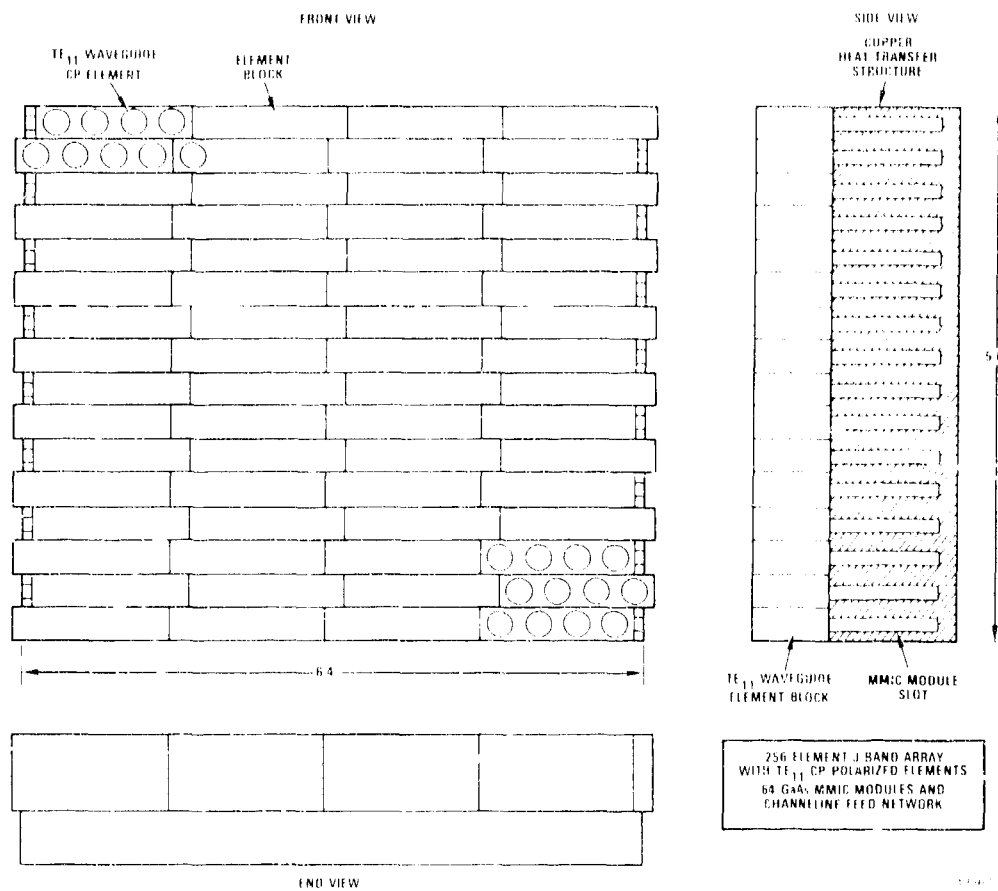 FRONT VIEW
SIDE VIEW
TE11 WAVEGUIDE
CP ELEMENT
ELEMENT
BLOCK
COPPER
HEAT TRANSFER
STRUCTURE
6.4
TE11 WAVEGUIDE
ELEMENT BLOCK
MMIC MODULE
SLOT
256 ELEMENT J BAND ARRAY
WITH TE11 CP POLARIZED ELEMENTS
64 GaAs MMIC MODULES AND
CHANNELINE FEED NETWORK
END VIEW